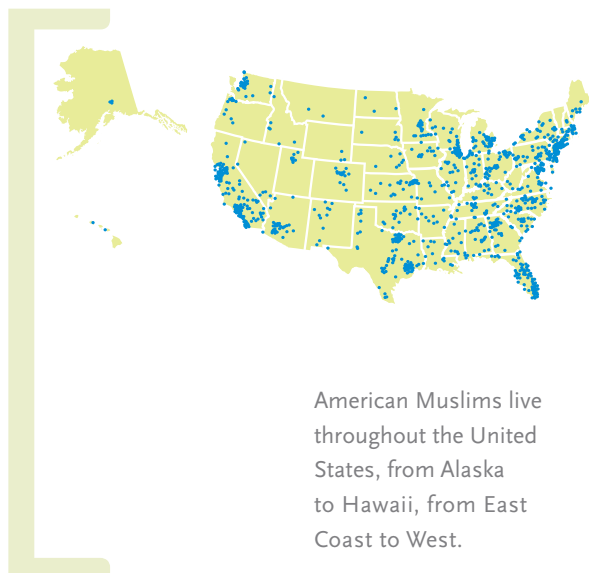 American Muslims live
throughout the United
States, from Alaska
to Hawaii, from East
Coast to West.